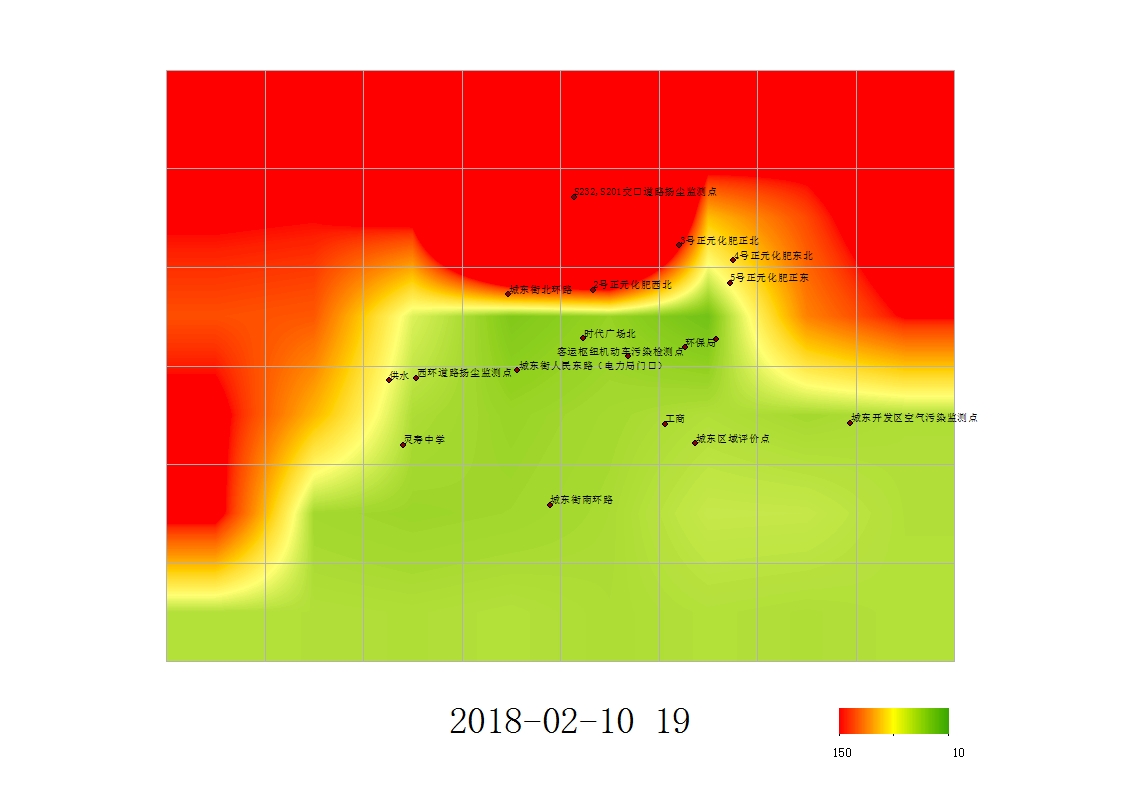 S232,S201交口道路扬尘监测点
3号正元化肥正北
4号正元化肥东北
5号正元化肥正东
2号正元化肥西北
城东街北环路
时代广场北
环保局
客运枢纽机动车污染检测点
城东街人民东路（电力局门口）
供水
西环道路扬尘监测点
工商
城东开发区空气污染监测点
城东区域评价点
灵寿中学
城东街南环路
2018-02-10 19
150
10